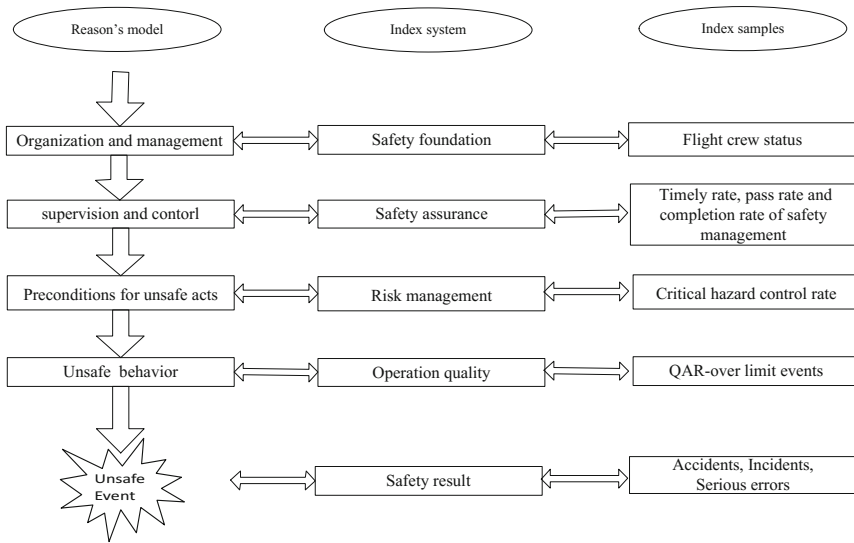 Reason's model
Index system
Index samples
Organization and management
Safety foundation
Flight crew status
supervision and contorl
Safety assurance
Timely rate, pass rate and
completion rate of safety
management
Preconditions for unsafe acts
Risk management
Critical hazard control rate
Unsafe behavior
Operation quality
QAR-over limit events
Unsafe
Event
Safety result
Accidents, Incidents,
Serious errors